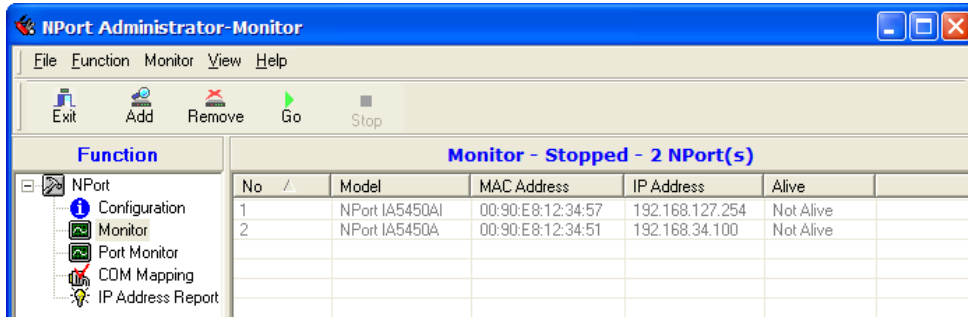 NPort Administrator-Monitor
File Function Monitor View Help
Exit Add Remove Go Stop
Function
Monitor - Stopped - 2 NPort(s)
NPort
Configuration
Monitor
Port Monitor
COM Mapping
IP Address Report
No Model MAC Address IP Address Alive
1 NPort IA5450AI 00:90:E8:12:34:57 192.168.127.254 Not Alive
2 NPort IA5450A 00:90:E8:12:34:51 192.168.34.100 Not Alive